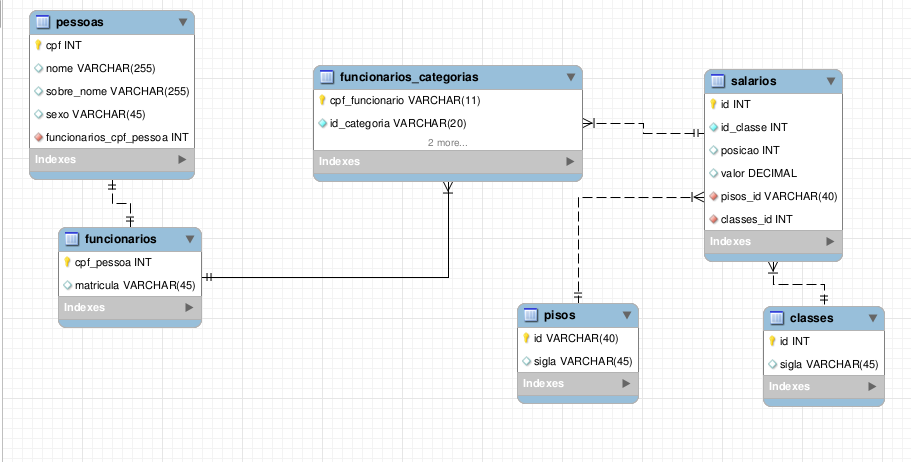 pessoas
cpf INT
nome VARCHAR(255)
sobre_nome VARCHAR(255)
sexo VARCHAR(45)
funcionarios_cpf_pessoa INT
Indexes
funcionarios
cpf_pessoa INT
matricula VARCHAR(45)
Indexes
funcionarios_categorias
cpf_funcionario VARCHAR(11)
id_categoria VARCHAR(20)
2 more...
Indexes
salarios
id INT
id_classe INT
posicao INT
valor DECIMAL
pisos_id VARCHAR(40)
classes_id INT
Indexes
pisos
id VARCHAR(40)
sigla VARCHAR(45)
Indexes
classes
id INT
sigla VARCHAR(45)
Indexes